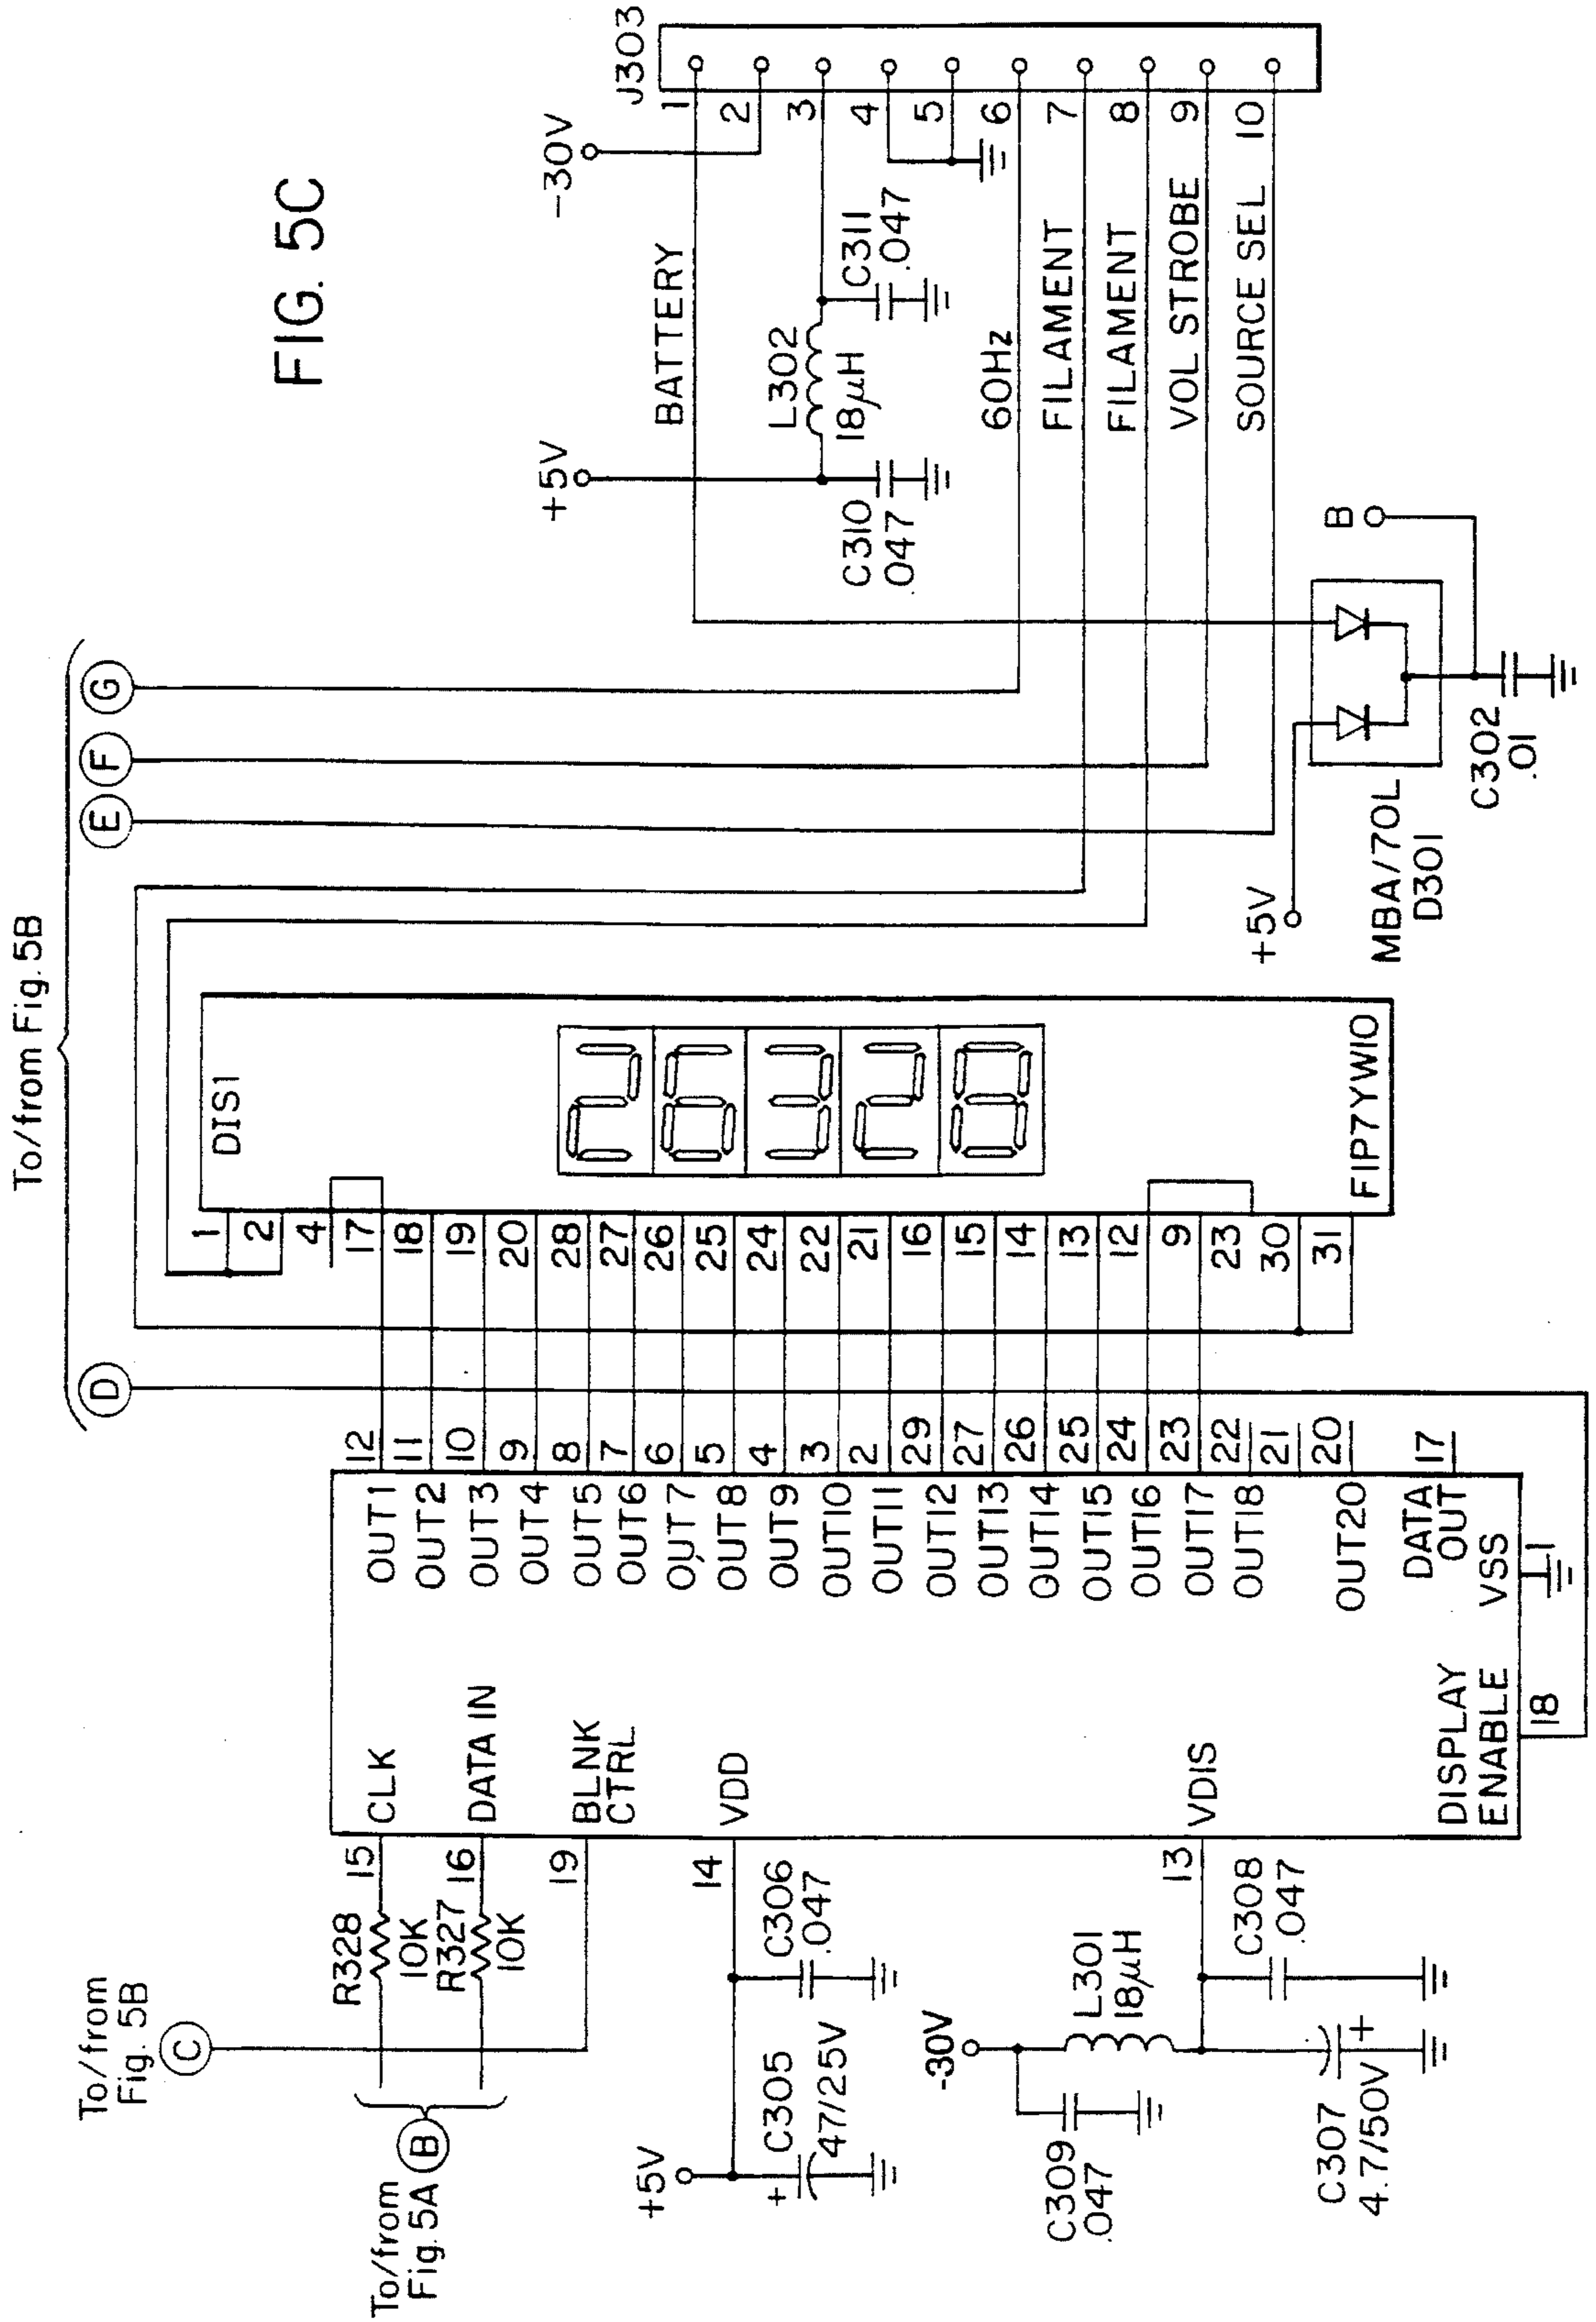 FIG. 5C
To/from Fig. 5B
D
E
F
G
To/from
Fig. 5B
C
To/from
Fig. 5A
B
R328
10K
R327
10K
15
16
19
14
13
CLK
DATA IN
BLNK
CTRL
VDD
VDIS
DISPLAY
ENABLE
18
VSS
1
DATA
OUT
17
OUT1
OUT2
OUT3
OUT4
OUT5
OUT6
OUT7
OUT8
OUT9
OUT10
OUT11
OUT12
OUT13
OUT14
OUT15
OUT16
OUT17
OUT18
OUT20
12
11
10
9
8
7
6
5
4
3
2
29
27
26
25
24
23
22
21
20
+5V
+
C305
47/25V
C306
.047
-30V
C309
.047
L301
18μH
C307
4.7/50V
+
C308
.047
1
2
4
17
18
19
20
28
27
26
25
24
22
21
16
15
14
13
12
9
23
30
31
DIS1
26328
FIP7YW10
+5V
MBA/70L
D301
C302
.01
B
+5V
C310
.047
L302
18μH
C311
.047
-30V
BATTERY
60Hz
FILAMENT
FILAMENT
VOL STROBE
SOURCE SEL
J303
1
2
3
4
5
6
7
8
9
10